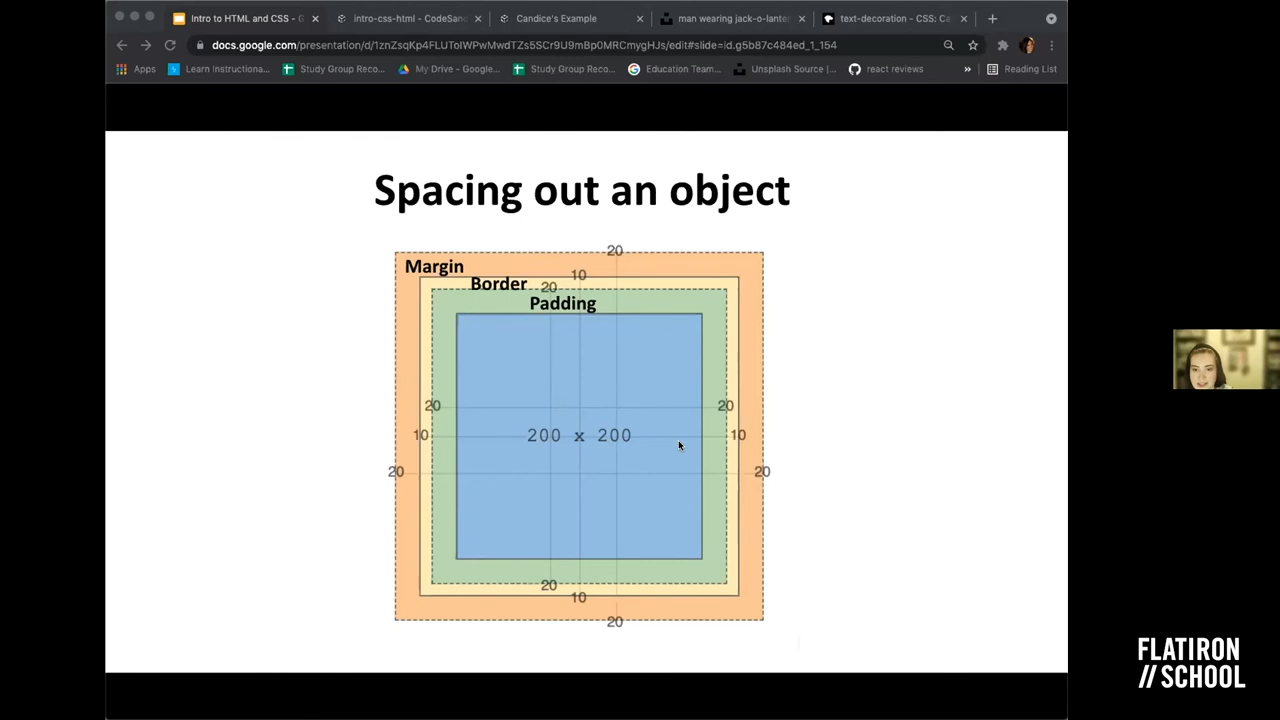 Intro to HTML and CSS - G
intro-css-html - CodeSan
Candice's Example
man wearing jack-o-lanter
text-decoration - CSS: Ca
docs.google.com/presentation/d/1znZsqKp4FLUToIWPwMwdTZs5SCr9U9mBp0MRCmygHJs/edit#slide=id.g5b87c484ed_1_154
Apps
Learn Instructiona...
Study Group Reco...
My Drive - Google...
Study Group Reco...
Education Team...
Unsplash Source |...
react reviews
»
Reading List
Spacing out an object
20
Margin
10
Border
20
Padding
20
20
10
200 x 200
10
20
20
20
10
20
FLATIRON
// SCHOOL